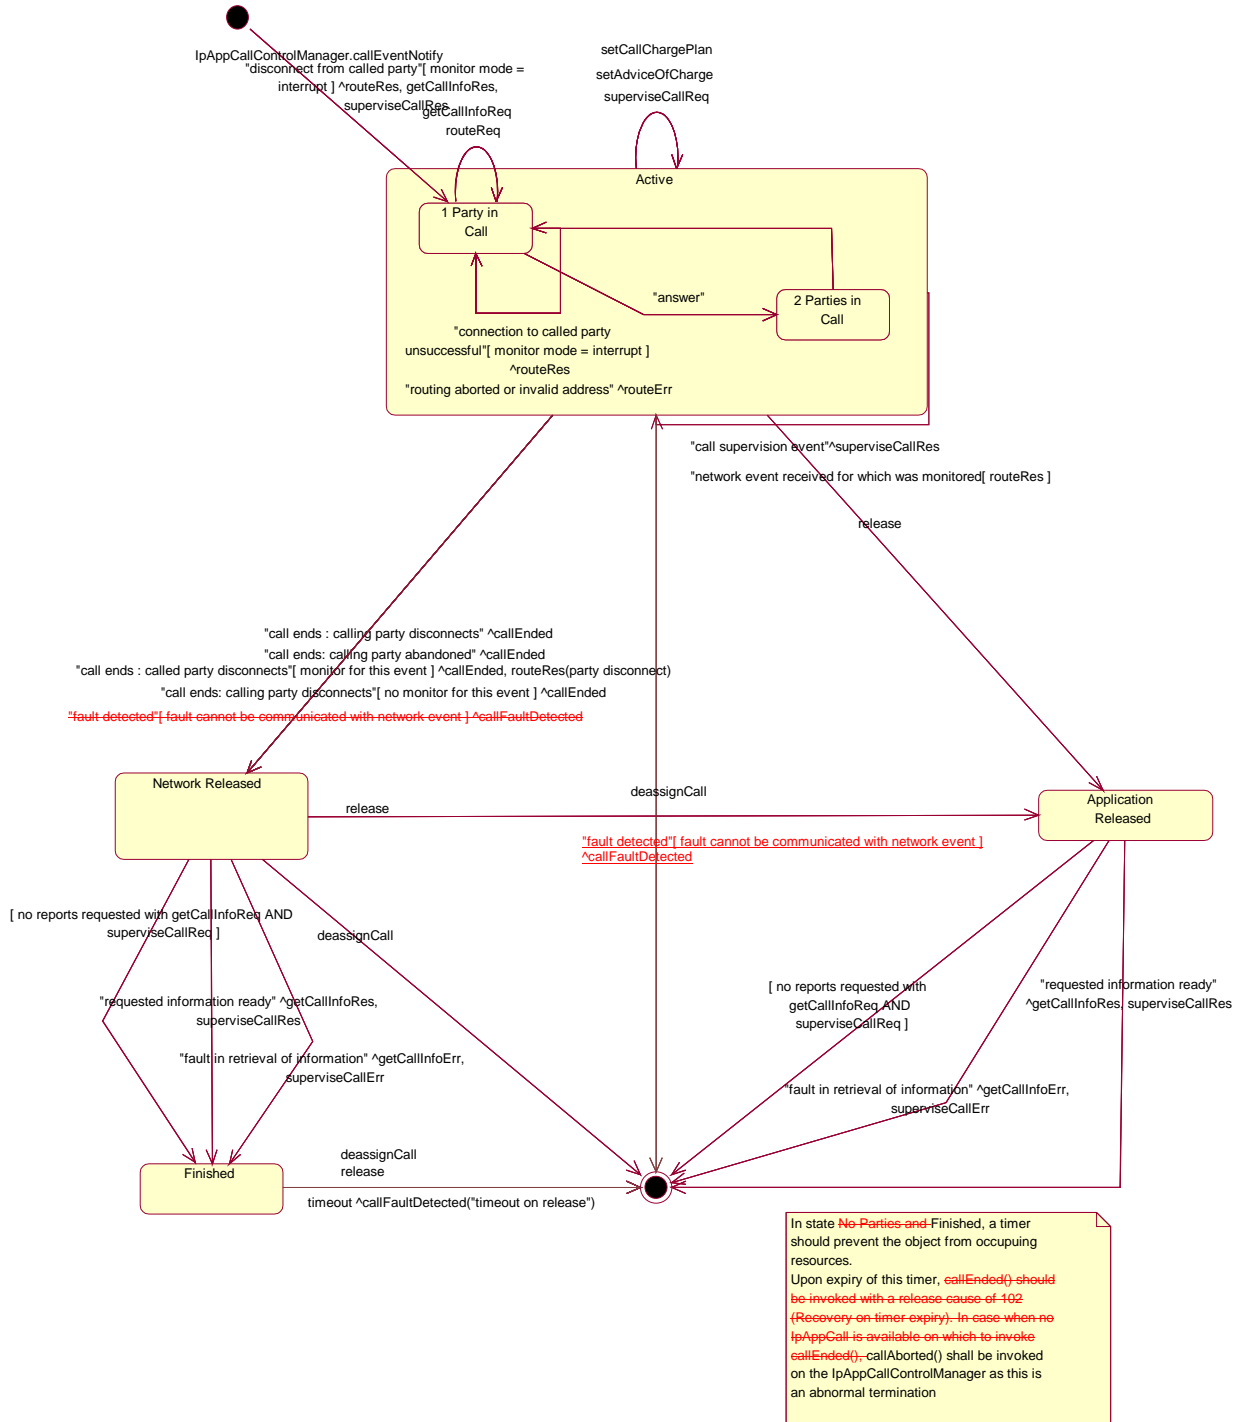 IpAppCallControlManager.callEventNotify
"disconnect from called party"[ monitor mode =
interrupt ] ^routeRes, getCallInfoRes,
superviseCallRes
getCallInfoReq
routeReq
setCallChargePlan
setAdviceOfCharge
superviseCallReq
Active
1 Party in
Call
"answer"
2 Parties in
Call
"connection to called party
unsuccessful"[ monitor mode = interrupt ]
^routeRes
"routing aborted or invalid address" ^routeErr
"call supervision event"^superviseCallRes
"network event received for which was monitored[ routeRes ]
release
"call ends : calling party disconnects" ^callEnded
"call ends: calling party abandoned" ^callEnded
"call ends : called party disconnects"[ monitor for this event ] ^callEnded, routeRes(party disconnect)
"call ends: calling party disconnects"[ no monitor for this event ] ^callEnded
"fault detected"[ fault cannot be communicated with network event ] ^callFaultDetected
Network Released
release
deassignCall
Application
Released
"fault detected"[ fault cannot be communicated with network event ]
^callFaultDetected
[ no reports requested with getCallInfoReq AND
superviseCallReq ]
deassignCall
"requested information ready" ^getCallInfoRes,
superviseCallRes
"fault in retrieval of information" ^getCallInfoErr,
superviseCallErr
[ no reports requested with
getCallInfoReq AND
superviseCallReq ]
"requested information ready"
^getCallInfoRes, superviseCallRes
"fault in retrieval of information" ^getCallInfoErr,
superviseCallErr
Finished
deassignCall
release
timeout ^callFaultDetected("timeout on release")
In state No Parties and Finished, a timer
should prevent the object from occupuing
resources.
Upon expiry of this timer, callEnded() should
be invoked with a release cause of 102
(Recovery on timer expiry). In case when no
IpAppCall is available on which to invoke
callEnded(), callAborted() shall be invoked
on the IpAppCallControlManager as this is
an abnormal termination